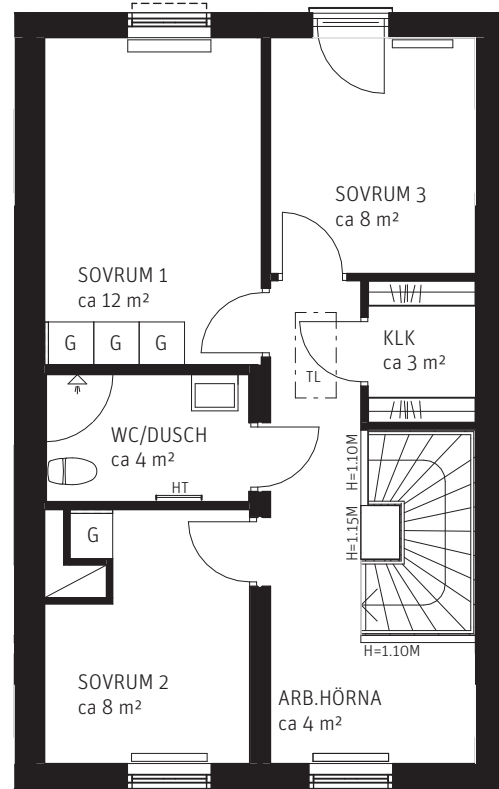 SOVRUM 3
ca 8 m²
SOVRUM 1
ca 12 m²
G
G
G
KLK
ca 3 m²
TL
WC/DUSCH
ca 4 m²
HT
H=1.10M
H=1.15M
G
H=1.10M
SOVRUM 2
ca 8 m²
ARB.HÖRNA
ca 4 m²